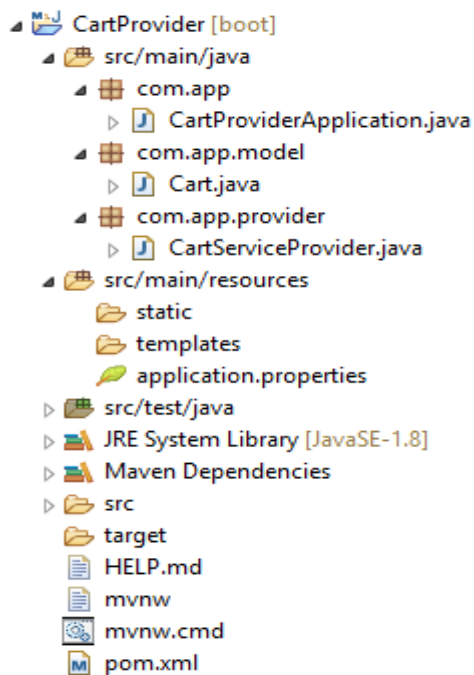 CartProvider [boot]
src/main/java
com.app
CartProviderApplication.java
com.app.model
Cart.java
com.app.provider
CartServiceProvider.java
src/main/resources
static
templates
application.properties
src/test/java
JRE System Library [JavaSE-1.8]
Maven Dependencies
src
target
HELP.md
mvnw
mvnw.cmd
pom.xml